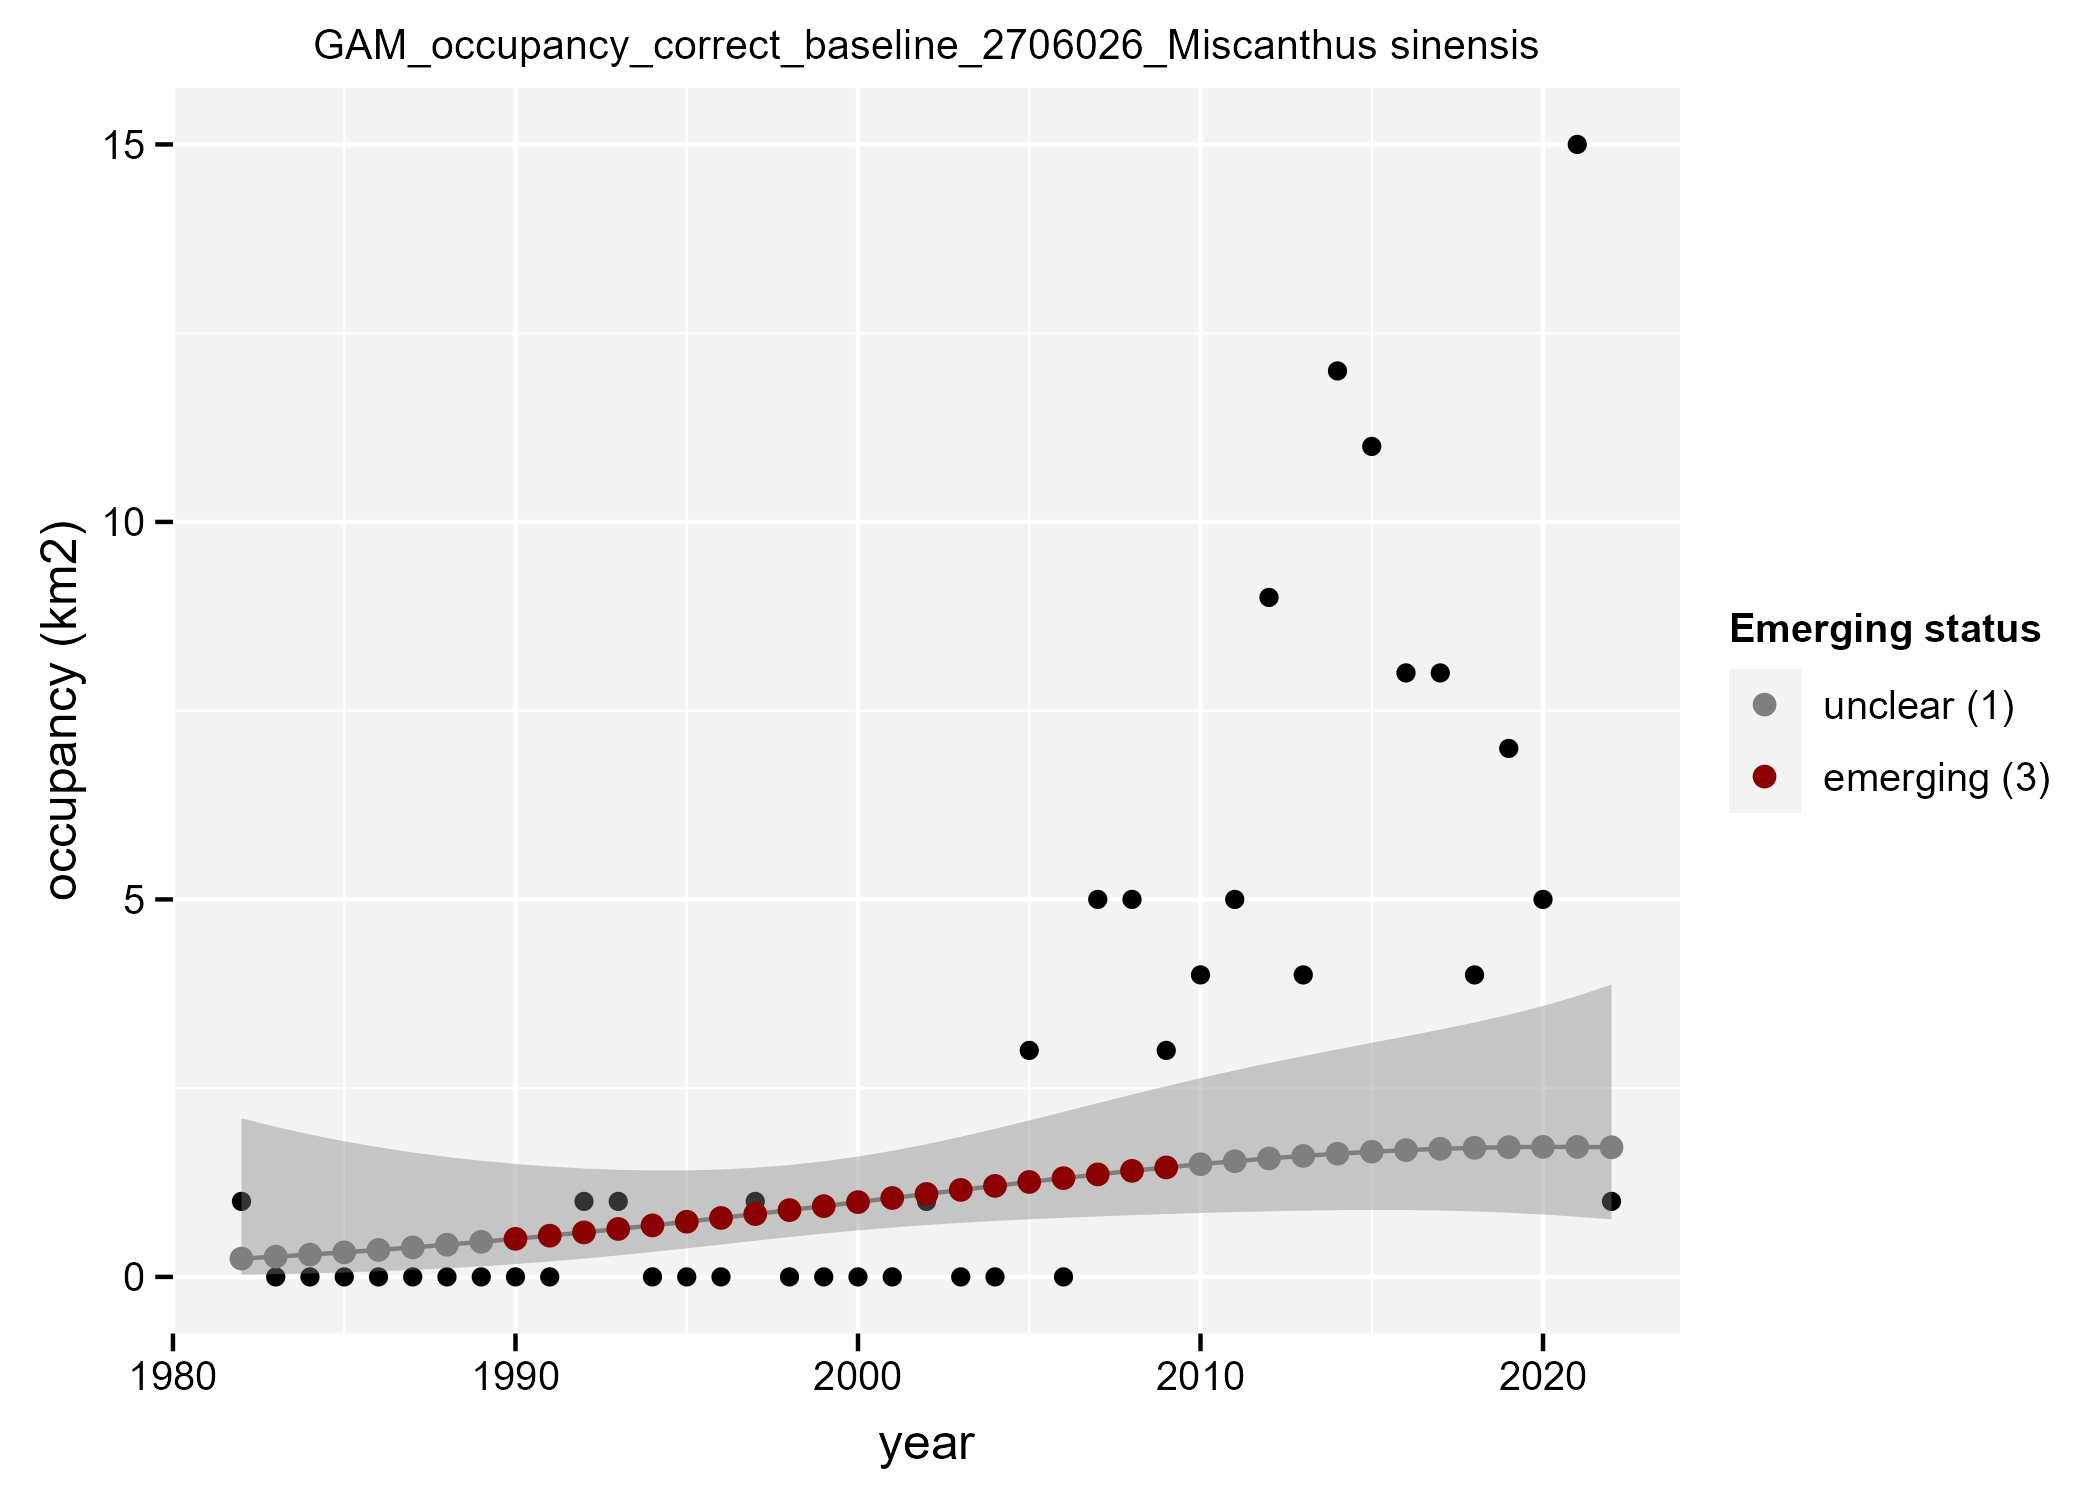 GAM_occupancy_correct_baseline_2706026_Miscanthus sinensis
15
10
5
0
occupancy (km2)
1980 1990 2000 2010 2020
year
Emerging status
unclear (1)
emerging (3)